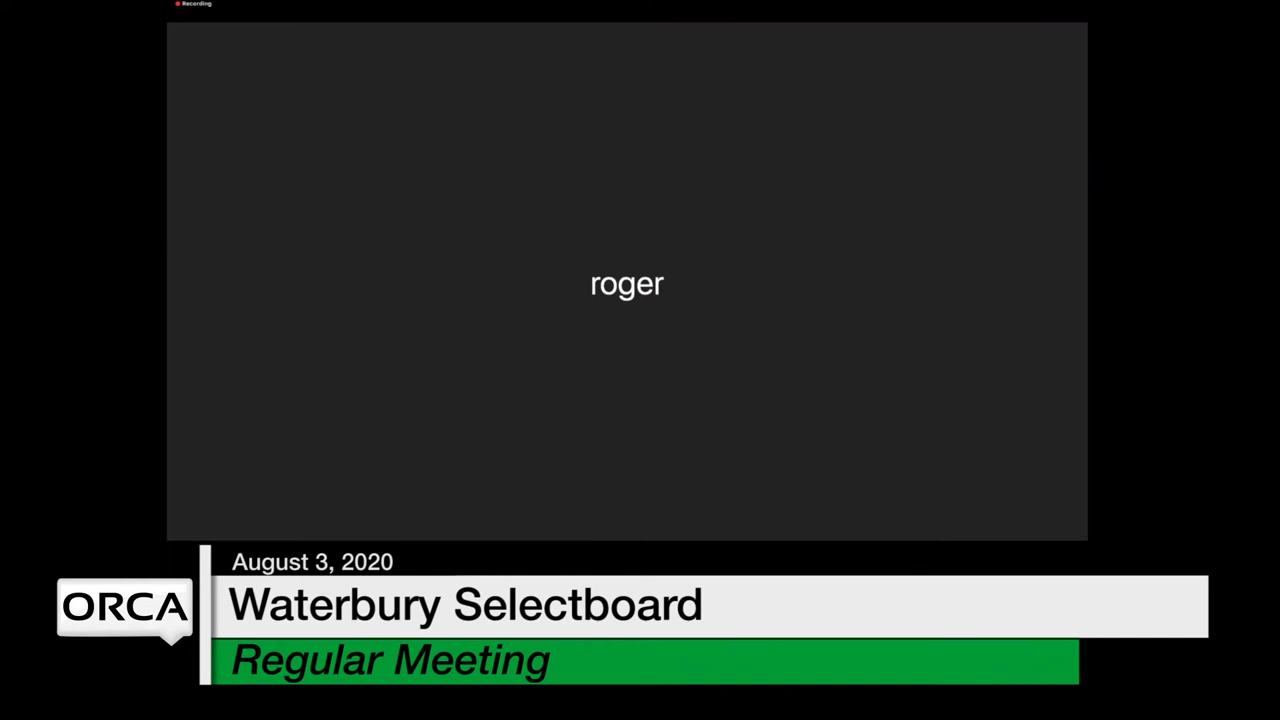 Recording
roger
August 3, 2020
ORCA
Waterbury Selectboard
Regular Meeting